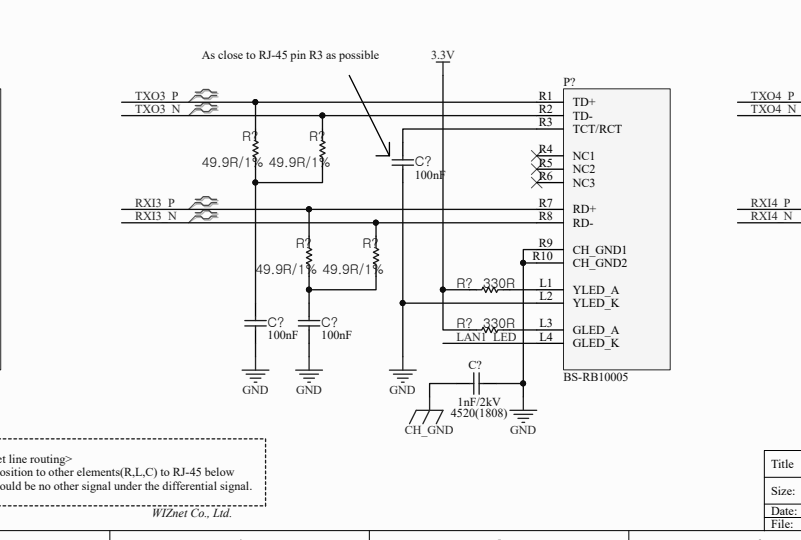 As close to RJ-45 pin R3 as possible
3.3V
P?
TXO3_P
R1
TD+
TXO4_P
TXO3_N
R2
TD-
TXO4_N
R3
TCT/RCT
R?
R?
49.9R/1%
49.9R/1%
C?
100nF
R4
NC1
R5
NC2
R6
NC3
RXI3_P
R7
RD+
RXI4_P
RXI3_N
R8
RD-
RXI4_N
R?
R?
49.9R/1%
49.9R/1%
R9
CH_GND1
R10
CH_GND2
R?
330R
L1
YLED_A
L2
YLED_K
C?
100nF
C?
100nF
R?
330R
L3
GLED_A
LAN1_LED
L4
GLED_K
C?
BS-RB10005
GND
GND
GND
1nF/2kV
4520(1808)
CH_GND
GND
et line routing>
osition to other elements(R,L,C) to RJ-45 below
ould be no other signal under the differential signal.
WIZnet Co., Ltd.
Title
Size:
Date:
File: